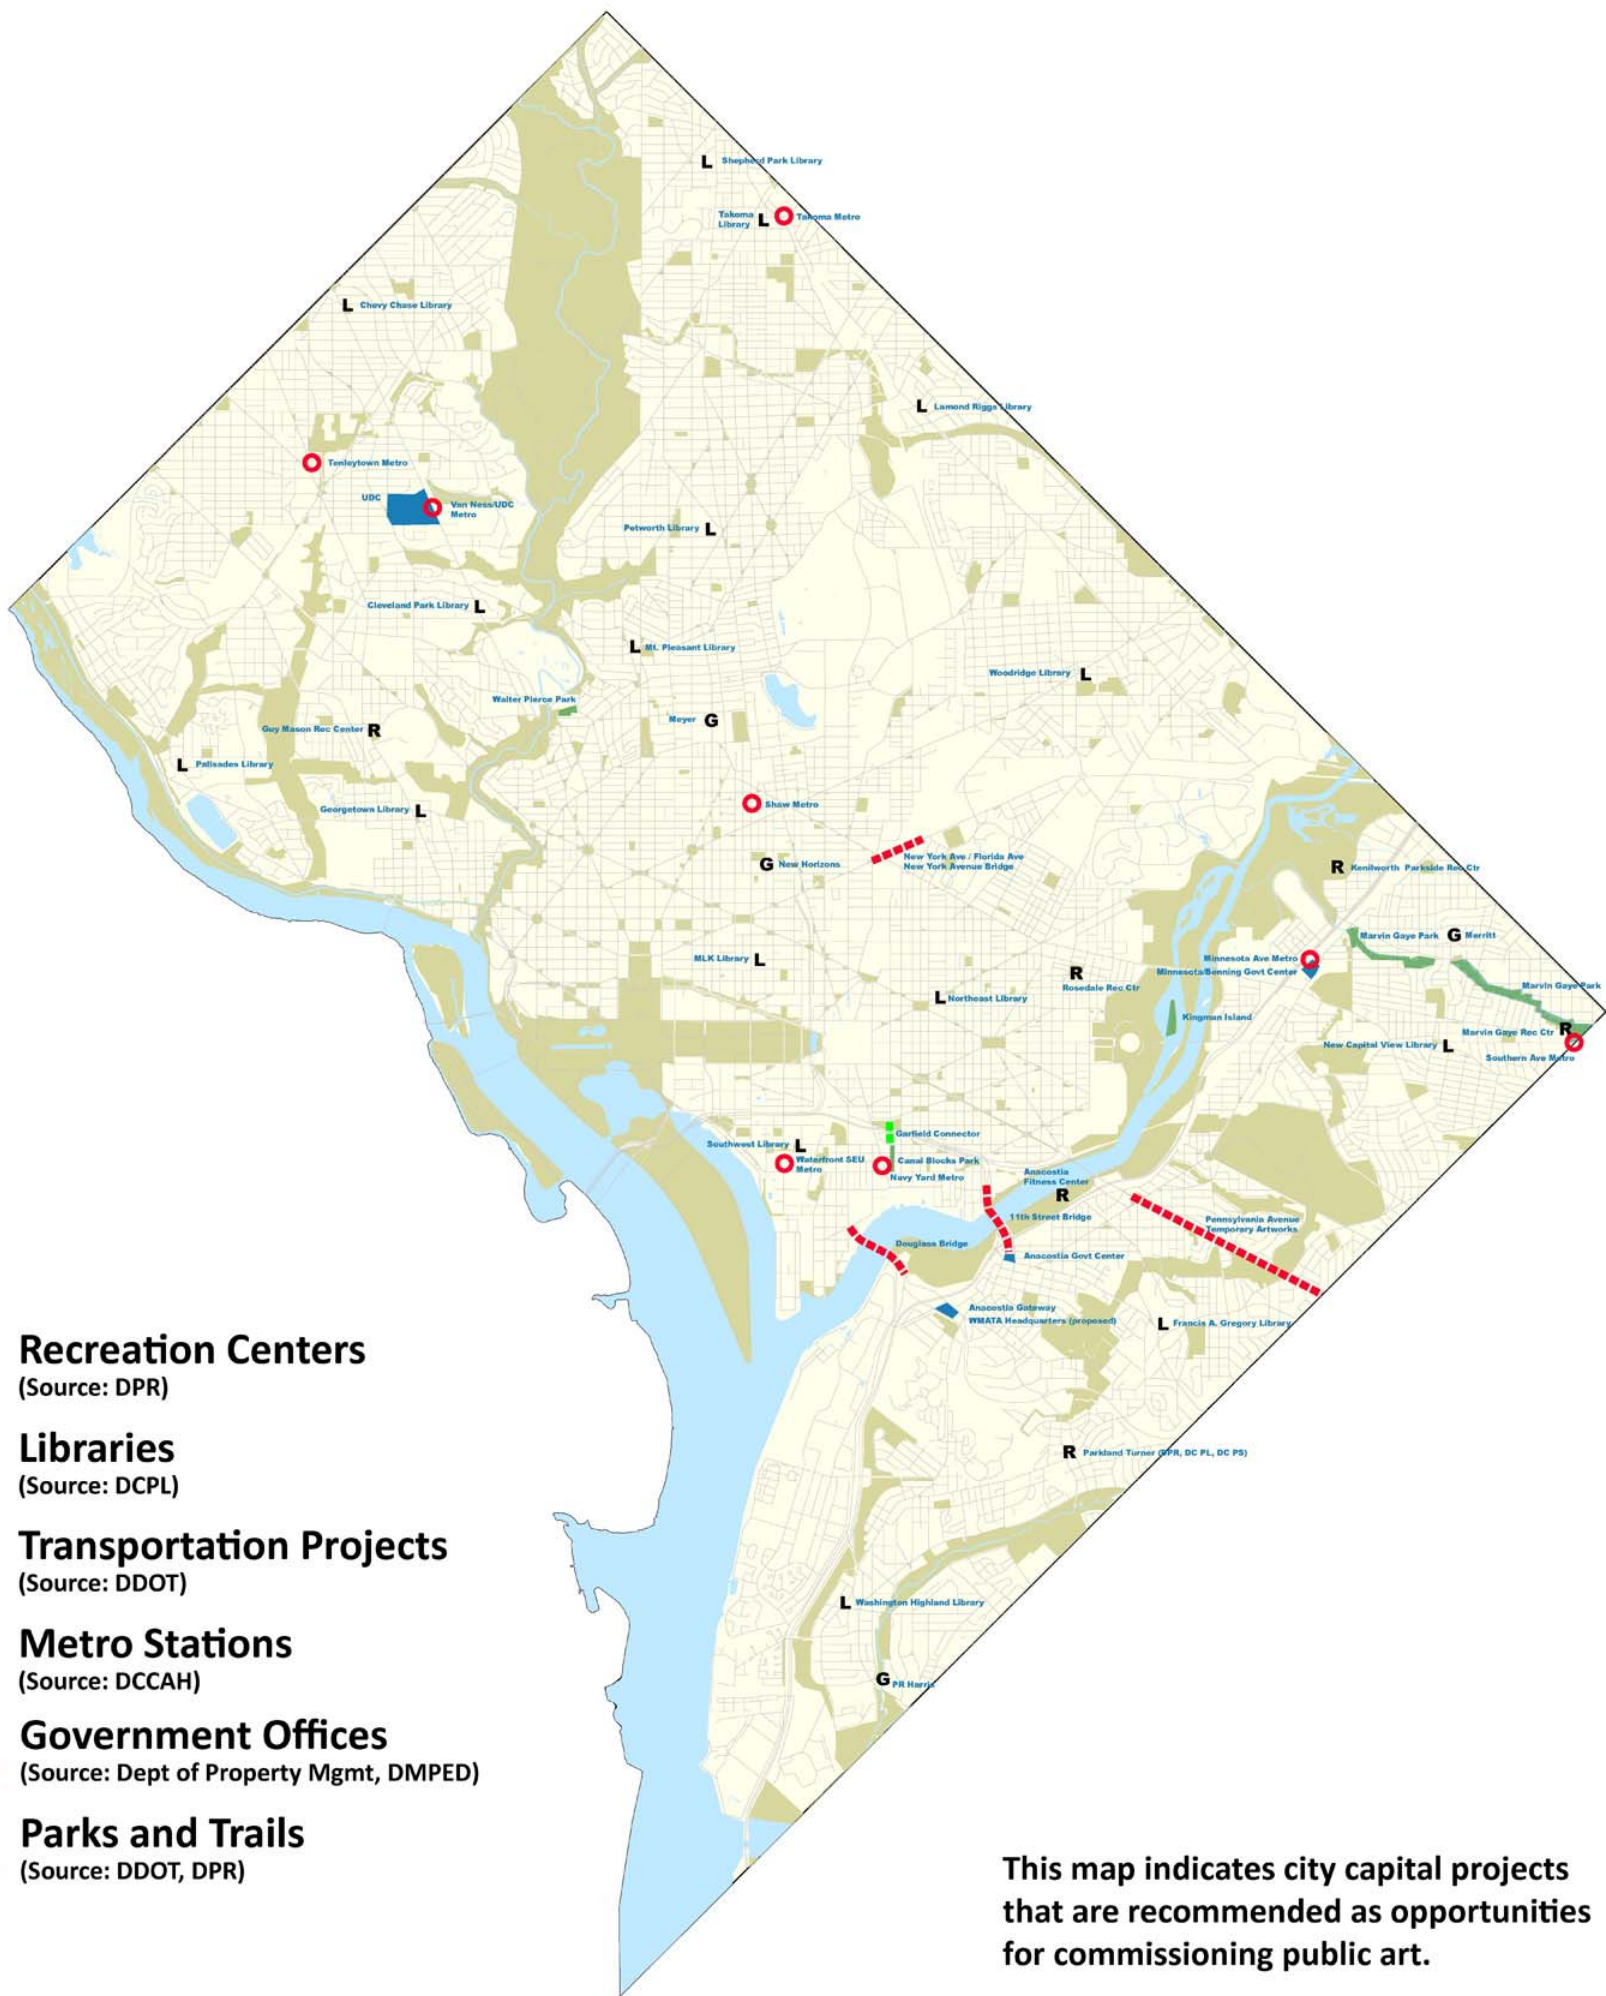 L Shepherd Park Library
Takoma
Library L
Takoma Metro
L Chevy Chase Library
L Lamond Riggs Library
Tenleytown Metro
UDC
Van Ness/UDC
Metro
Petworth Library L
Cleveland Park Library L
L Mt. Pleasant Library
Woodridge Library L
Walter Pierce Park
Meyer G
Guy Mason Rec Center R
L Palisades Library
Georgetown Library L
Shaw Metro
New York Ave / Florida Ave
New York Avenue Bridge
G New Horizons
R Kenilworth Parkside Rec Ctr
Marvin Gaye Park
G Merritt
MLK Library L
Minnesota Ave Metro
Minnesota/Benning Govt Center
R
Rosedale Rec Ctr
Marvin Gaye Park
L Northeast Library
Kingman Island
Marvin Gaye Rec Ctr R
New Capital View Library L
Southern Ave Metro
Garfield Connector
Southwest Library L
Waterfront SEU
Metro
Canal Blocks Park
Navy Yard Metro
Anacostia
Fitness Center
R
11th Street Bridge
Pennsylvania Avenue
Temporary Artworks
Douglass Bridge
Anacostia Govt Center
Anacostia Gateway
WMATA Headquarters (proposed)
L Francis A. Gregory Library
R Parkland Turner (DPR, DC PL, DC PS)
L Washington Highland Library
G PR Harris
Recreation Centers
(Source: DPR)
Libraries
(Source: DCPL)
Transportation Projects
(Source: DDOT)
Metro Stations
(Source: DCCAH)
Government Offices
(Source: Dept of Property Mgmt, DMPED)
Parks and Trails
(Source: DDOT, DPR)
This map indicates city capital projects
that are recommended as opportunities
for commissioning public art.